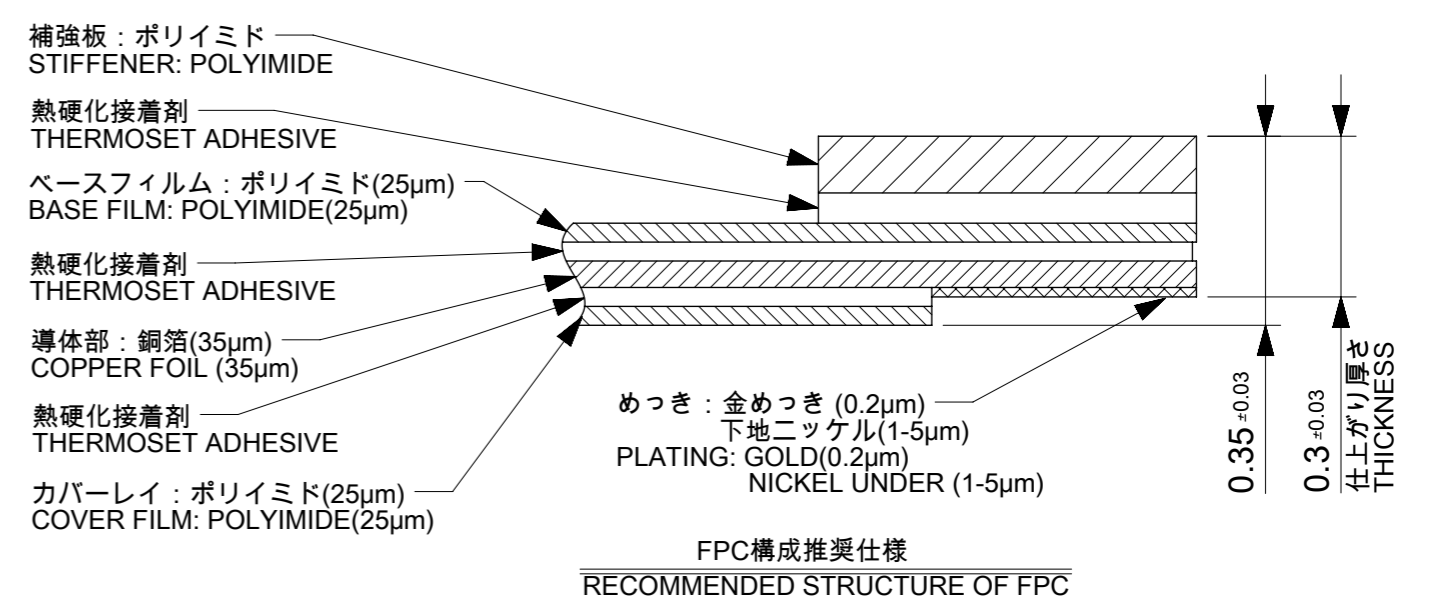 補強板：ポリイミド
STIFFENER: POLYIMIDE
熱硬化接着剤
THERMOSET ADHESIVE
ベースフィルム：ポリイミド(25µm)
BASE FILM: POLYIMIDE(25µm)
熱硬化接着剤
THERMOSET ADHESIVE
導体部：銅箔(35µm)
COPPER FOIL (35µm)
熱硬化接着剤
THERMOSET ADHESIVE
カバーレイ：ポリイミド(25µm)
COVER FILM: POLYIMIDE(25µm)
めっき：金めっき (0.2µm)
下地ニッケル(1-5µm)
PLATING: GOLD(0.2µm)
NICKEL UNDER (1-5µm)
0.35 ±0.03
0.3 ±0.03
仕上がり厚さ
THICKNESS
FPC構成推奨仕様
RECOMMENDED STRUCTURE OF FPC